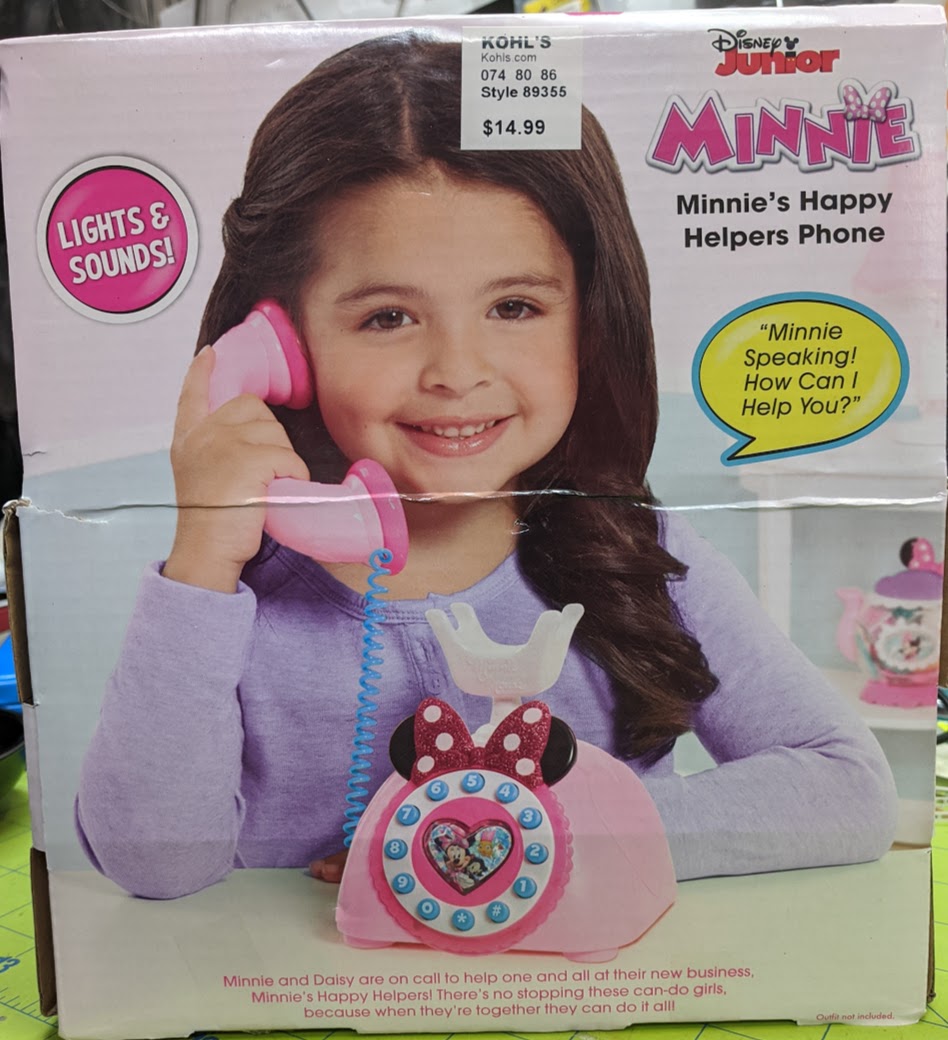 KOHL'S
Kohls.com
074 80 86
Style 89355
$14.99
Disney
Junior
MINNIE
Minnie's Happy
Helpers Phone
LIGHTS &
SOUNDS!
"Minnie
Speaking!
How Can I
Help You?"
5
6
4
7
3
8
2
9
1
0
*
#
Minnie and Daisy are on call to help one and all at their new business,
Minnie's Happy Helpers! There's no stopping these can-do girls,
because when they're together they can do it all!
Outfit not included.